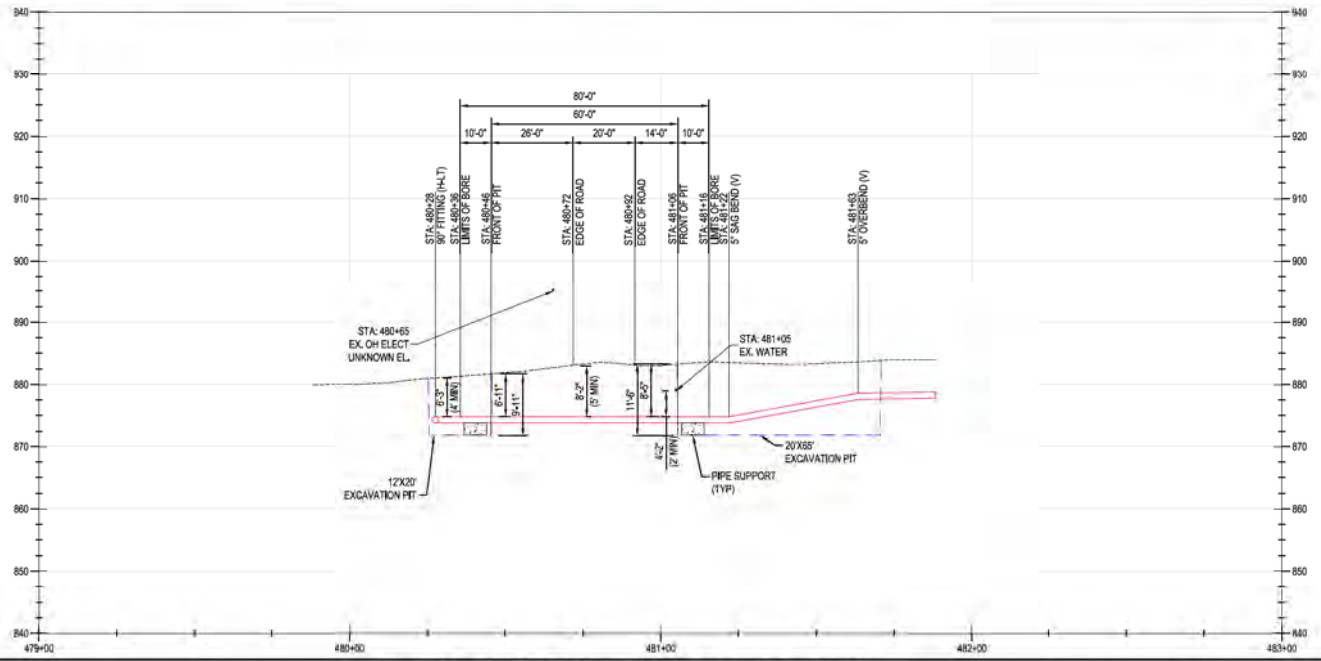 940
930
920
910
900
890
880
870
860
850
840
940
930
920
910
900
890
880
870
860
850
840
80'-0"
60'-0"
10'-0"
26'-0"
20'-0"
14'-0"
10'-0"
STA: 480+28
90° FITTING (H-LT)
STA: 480+36
LIMITS OF BORE
STA: 480+46
FRONT OF PIT
STA: 480+72
EDGE OF ROAD
STA: 480+92
EDGE OF ROAD
STA: 481+06
FRONT OF PIT
STA: 481+16
LIMITS OF BORE
STA: 481+22
5° SAG BEND (V)
STA: 481+63
5° OVERBEND (V)
STA: 480+65
EX. OH ELECT
UNKNOWN EL.
STA: 481+05
EX. WATER
6'-3"
(4' MIN)
6'-11"
9'-11"
8'-2"
(5' MIN)
11'-6"
8'-5"
4'-2"
(2' MIN)
12'X20'
EXCAVATION PIT
PIPE SUPPORT
(TYP)
20'X65'
EXCAVATION PIT
479+00
480+00
481+00
482+00
483+00